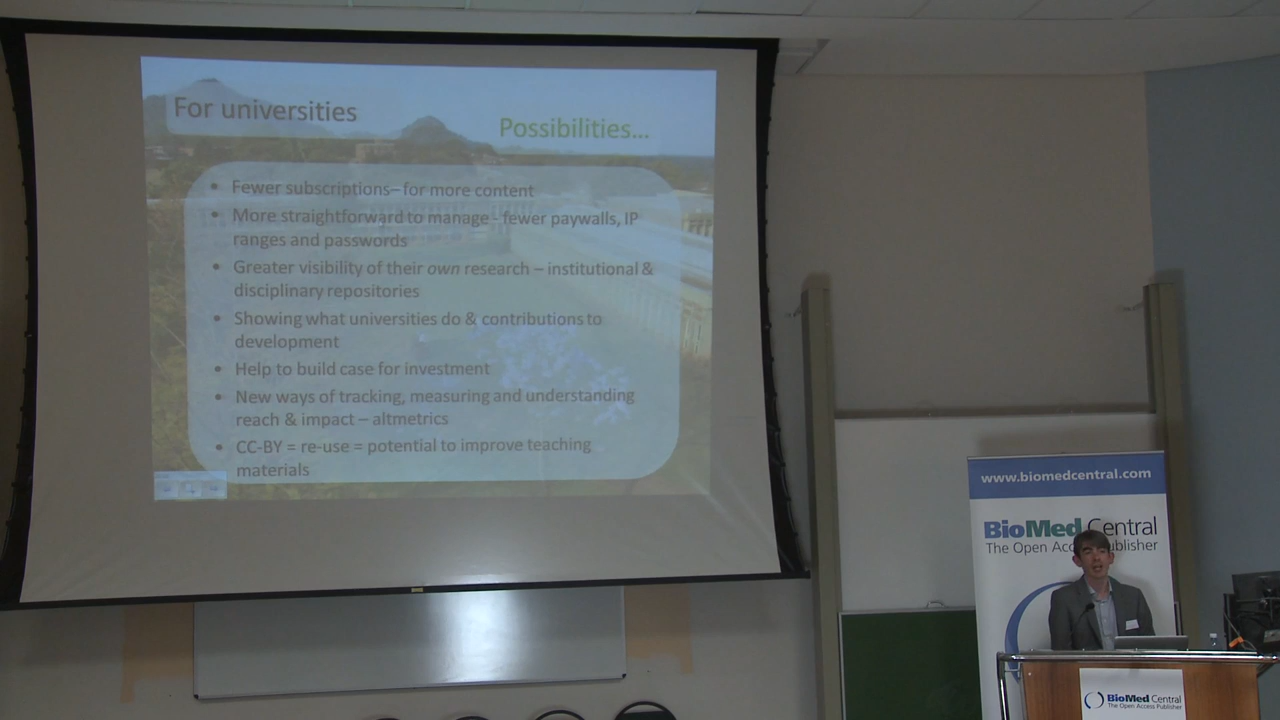 For universities
Possibilities...
• Fewer subscriptions– for more content
• More straightforward to manage - fewer paywalls, IP
ranges and passwords
• Greater visibility of their own research – institutional &
disciplinary repositories
• Showing what universities do & contributions to
development
• Help to build case for investment
• New ways of tracking, measuring and understanding
reach & impact – altmetrics
• CC-BY = re-use = potential to improve teaching
materials
www.biomedcentral.com
BioMed Central
The Open Access Publisher
BioMed Central
The Open Access Publisher